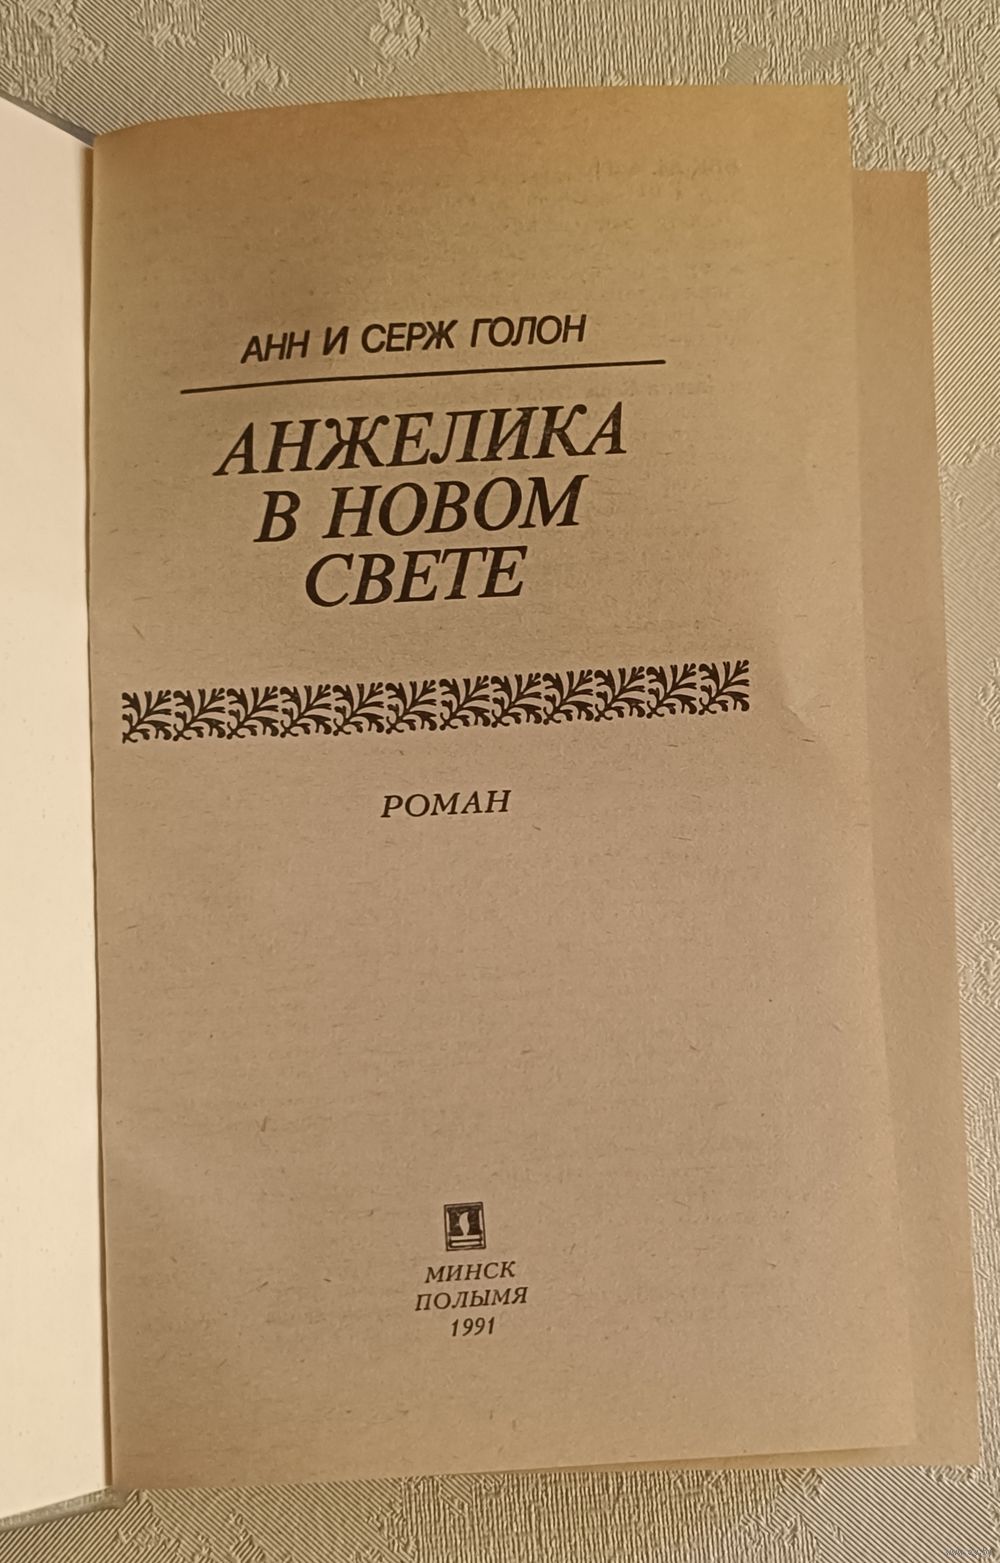 АНН И СЕРЖ ГОЛОН
АНЖЕЛИКА
В НОВОМ
СВЕТЕ
РОМАН
МИНСК
ПОЛЫМЯ
1991